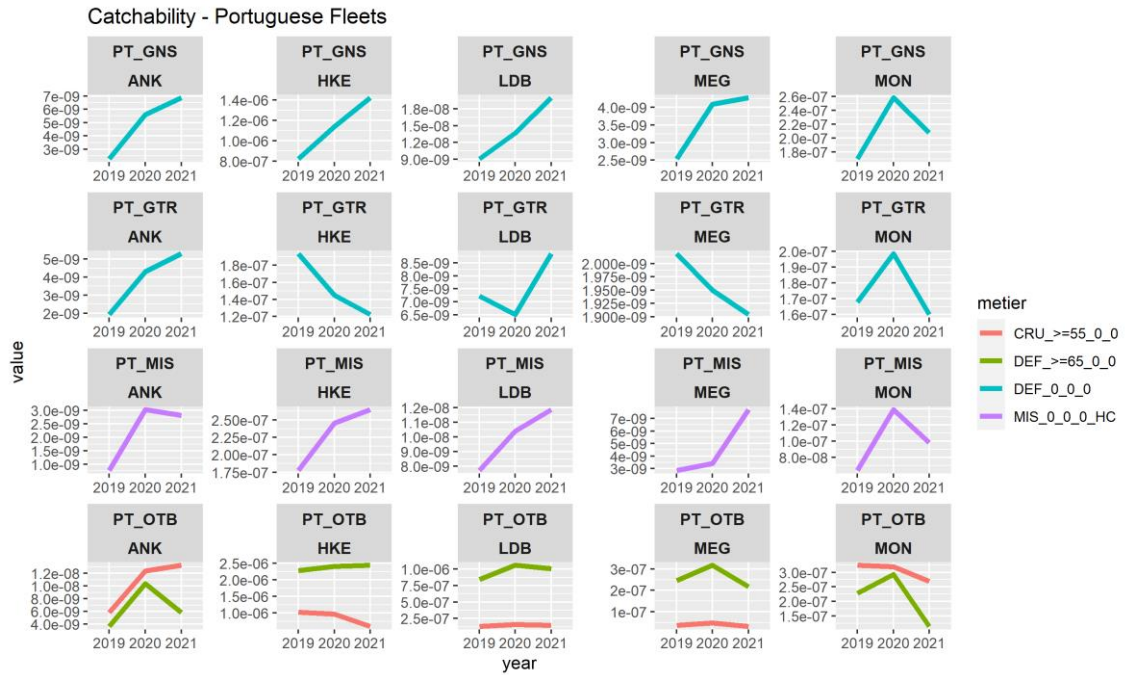 Catchability - Portuguese Fleets
PT_GNS PT_GNS PT_GNS PT_GNS PT_GNS
ANK HKE LDB MEG MON
7e-09
6e-09
5e-09
4e-09
3e-09
1.4e-06
1.2e-06
1.0e-06
8.0e-07
1.8e-08
1.5e-08
1.2e-08
9.0e-09
4.0e-09
3.5e-09
3.0e-09
2.5e-09
2.6e-07
2.4e-07
2.2e-07
2.0e-07
1.8e-07
2019 2020 2021 2019 2020 2021 2019 2020 2021 2019 2020 2021 2019 2020 2021
PT_GTR PT_GTR PT_GTR PT_GTR PT_GTR
ANK HKE LDB MEG MON
5e-09
4e-09
3e-09
2e-09
1.8e-07
1.6e-07
1.4e-07
1.2e-07
8.5e-09
8.0e-09
7.5e-09
7.0e-09
6.5e-09
2.000e-09
1.975e-09
1.950e-09
1.925e-09
1.900e-09
2.0e-07
1.9e-07
1.8e-07
1.7e-07
1.6e-07
2019 2020 2021 2019 2020 2021 2019 2020 2021 2019 2020 2021 2019 2020 2021
value
PT_MIS PT_MIS PT_MIS PT_MIS PT_MIS
ANK HKE LDB MEG MON
3.0e-09
2.5e-09
2.0e-09
1.5e-09
1.0e-09
2.50e-07
2.25e-07
2.00e-07
1.75e-07
1.2e-08
1.1e-08
1.0e-08
9.0e-09
8.0e-09
7e-09
6e-09
5e-09
4e-09
3e-09
1.4e-07
1.2e-07
1.0e-07
8.0e-08
2019 2020 2021 2019 2020 2021 2019 2020 2021 2019 2020 2021 2019 2020 2021
PT_OTB PT_OTB PT_OTB PT_OTB PT_OTB
ANK HKE LDB MEG MON
1.2e-08
1.0e-08
8.0e-09
6.0e-09
4.0e-09
2.5e-06
2.0e-06
1.5e-06
1.0e-06
1.0e-06
7.5e-07
5.0e-07
2.5e-07
3e-07
2e-07
1e-07
3.0e-07
2.5e-07
2.0e-07
1.5e-07
2019 2020 2021 2019 2020 2021 2019 2020 2021 2019 2020 2021 2019 2020 2021
year
metier
CRU_>=55_0_0
DEF_>=65_0_0
DEF_0_0_0
MIS_0_0_0_HC